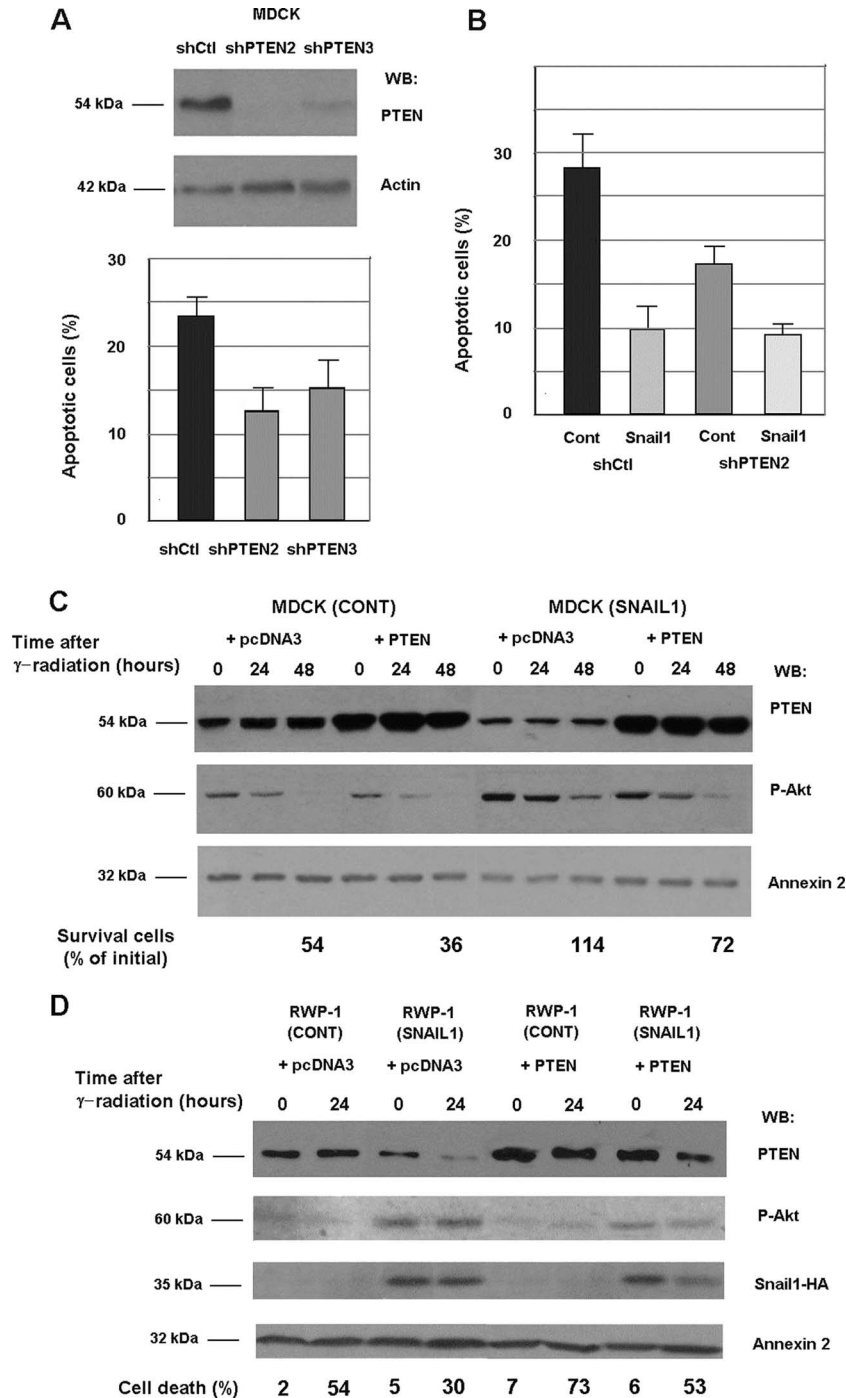 A
MDCK
shCtl shPTEN2 shPTEN3
WB:
54 kDa
PTEN
42 kDa
Actin
Apoptotic cells (%)
30
20
10
0
shCtl shPTEN2 shPTEN3
B
Apoptotic cells (%)
30
20
10
0
Cont Snail1 Cont Snail1
shCtl shPTEN2
C
MDCK (CONT) MDCK (SNAIL1)
+ pcDNA3 + PTEN + pcDNA3 + PTEN
Time after
γ–radiation (hours)
0 24 48 0 24 48 0 24 48 0 24 48
WB:
54 kDa
PTEN
60 kDa
P-Akt
32 kDa
Annexin 2
Survival cells
(% of initial)
54 36 114 72
D
RWP-1 RWP-1 RWP-1 RWP-1
(CONT) (SNAIL1) (CONT) (SNAIL1)
+ pcDNA3 + pcDNA3 + PTEN + PTEN
Time after
γ–radiation (hours)
0 24 0 24 0 24 0 24
WB:
54 kDa
PTEN
60 kDa
P-Akt
35 kDa
Snail1-HA
32 kDa
Annexin 2
Cell death (%) 2 54 5 30 7 73 6 53